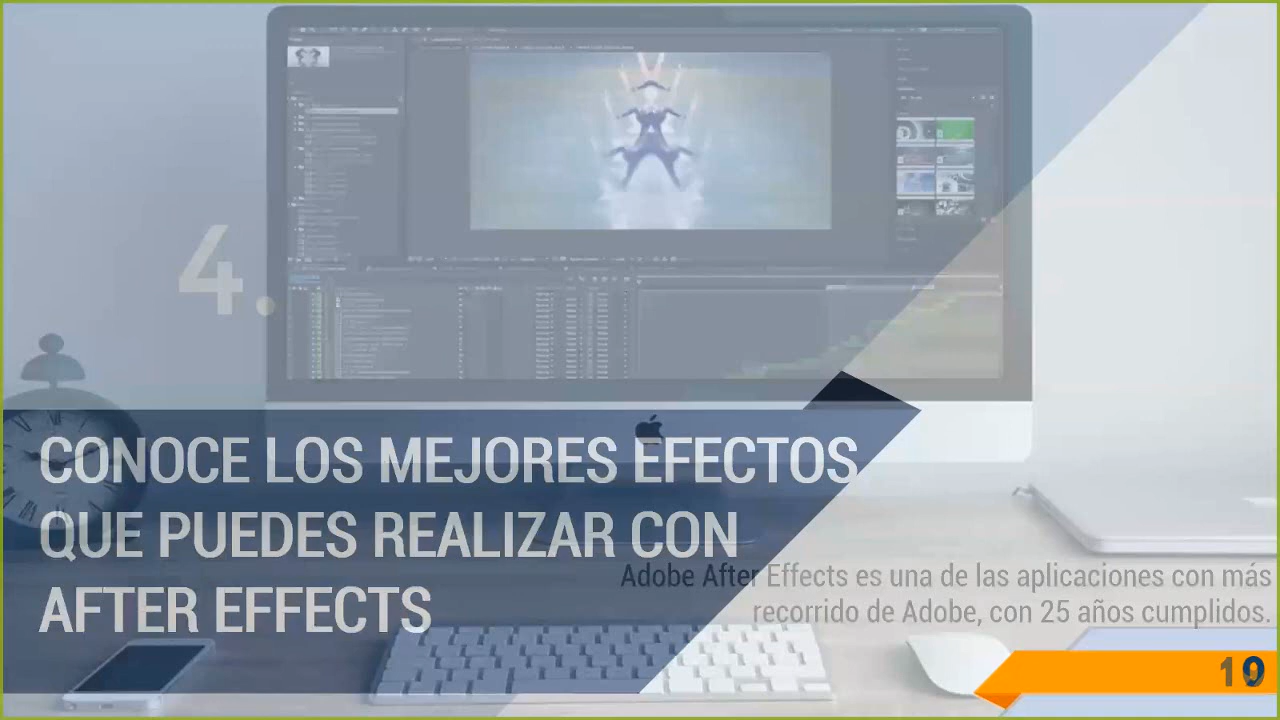 4.
CONOCE LOS MEJORES EFECTOS
QUE PUEDES REALIZAR CON
AFTER EFFECTS
Adobe After Effects es una de las aplicaciones con más
recorrido de Adobe, con 25 años cumplidos.